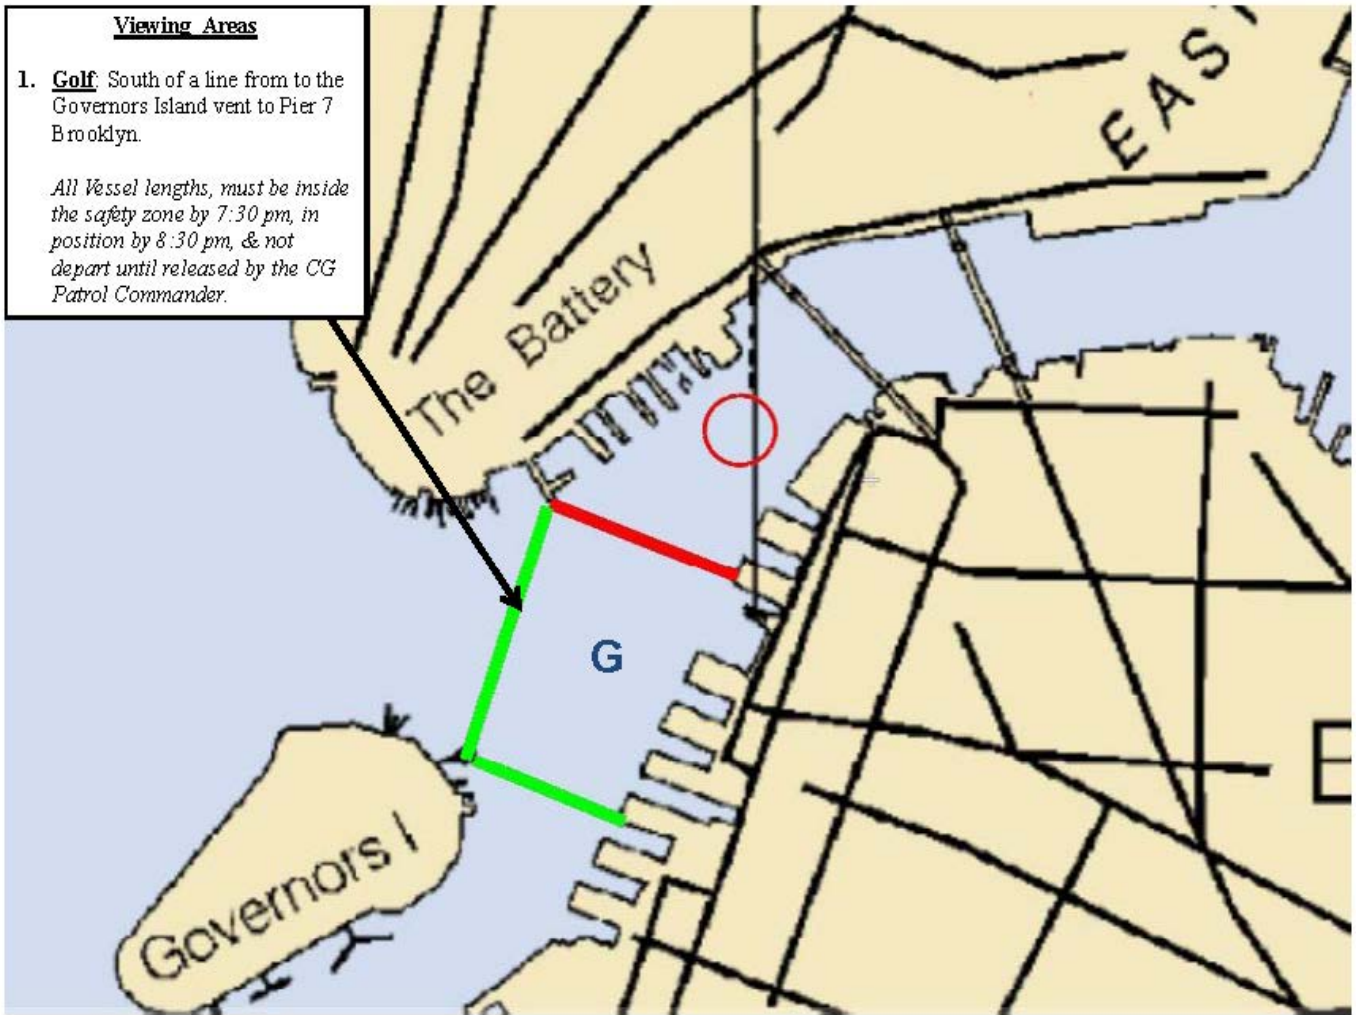 Viewing Areas
1. Golf: South of a line from to the
Governors Island vent to Pier 7
Brooklyn.
All Vessel lengths, must be inside
the safety zone by 7:30 pm, in
position by 8:30 pm, & not
depart until released by the CG
Patrol Commander.
EAS
The Battery
G
Governors I